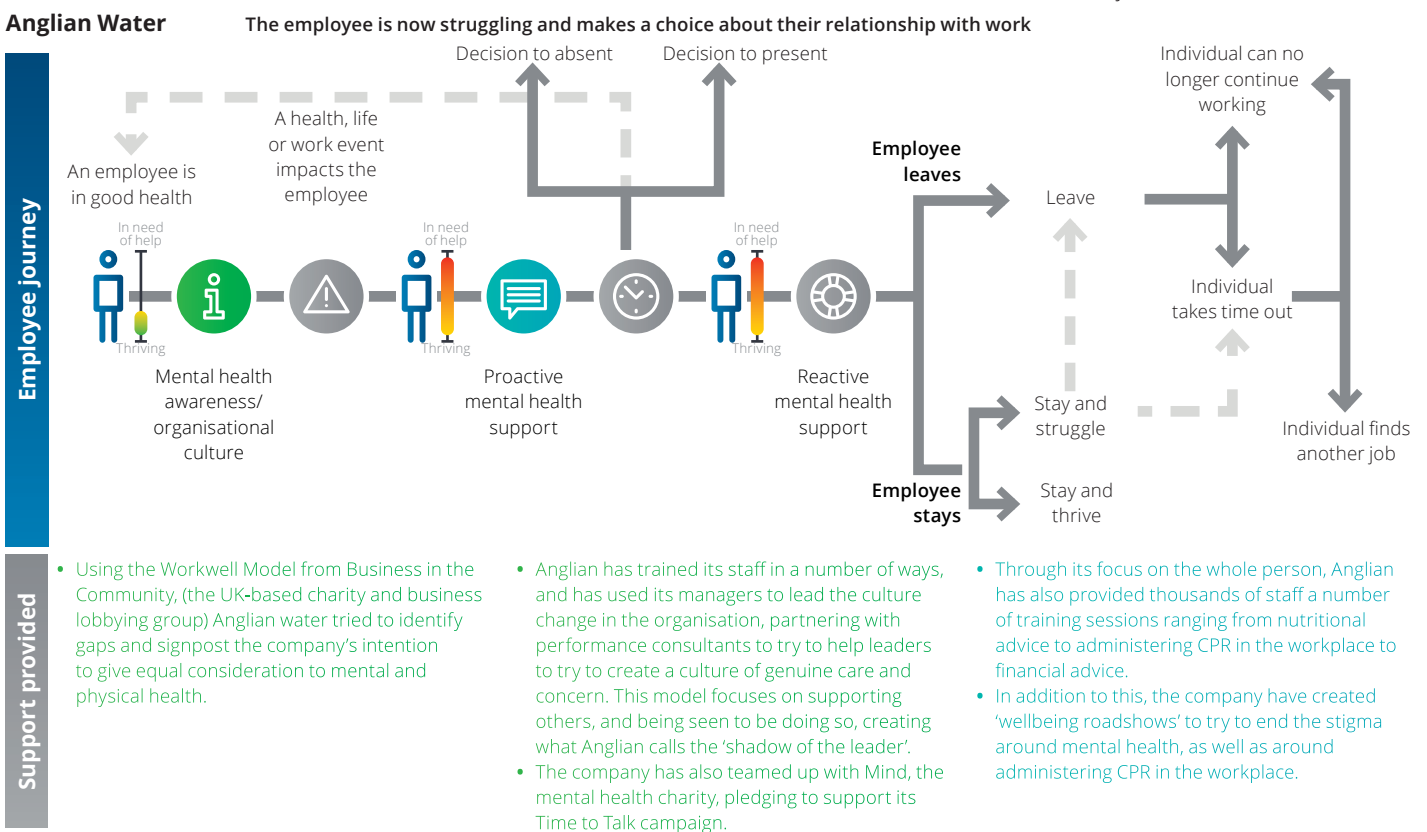 Anglian Water
The employee is now struggling and makes a choice about their relationship with work
Employee journey
Decision to absent
Decision to present
Individual can no
longer continue
working
A health, life
or work event
impacts the
employee
An employee is
in good health
Employee
leaves
Leave
In need
of help
Thriving
In need
of help
Thriving
In need
of help
Thriving
Individual
takes time out
Mental health
awareness/
organisational
culture
Proactive
mental health
support
Reactive
mental health
support
Stay and
struggle
Individual finds
another job
Employee
stays
Stay and
thrive
Support provided
• Using the Workwell Model from Business in the
Community, (the UK-based charity and business
lobbying group) Anglian water tried to identify
gaps and signpost the company's intention
to give equal consideration to mental and
physical health.
• Anglian has trained its staff in a number of ways,
and has used its managers to lead the culture
change in the organisation, partnering with
performance consultants to try to help leaders
to try to create a culture of genuine care and
concern. This model focuses on supporting
others, and being seen to be doing so, creating
what Anglian calls the 'shadow of the leader'.
• The company has also teamed up with Mind, the
mental health charity, pledging to support its
Time to Talk campaign.
• Through its focus on the whole person, Anglian
has also provided thousands of staff a number
of training sessions ranging from nutritional
advice to administering CPR in the workplace to
financial advice.
• In addition to this, the company have created
'wellbeing roadshows' to try to end the stigma
around mental health, as well as around
administering CPR in the workplace.